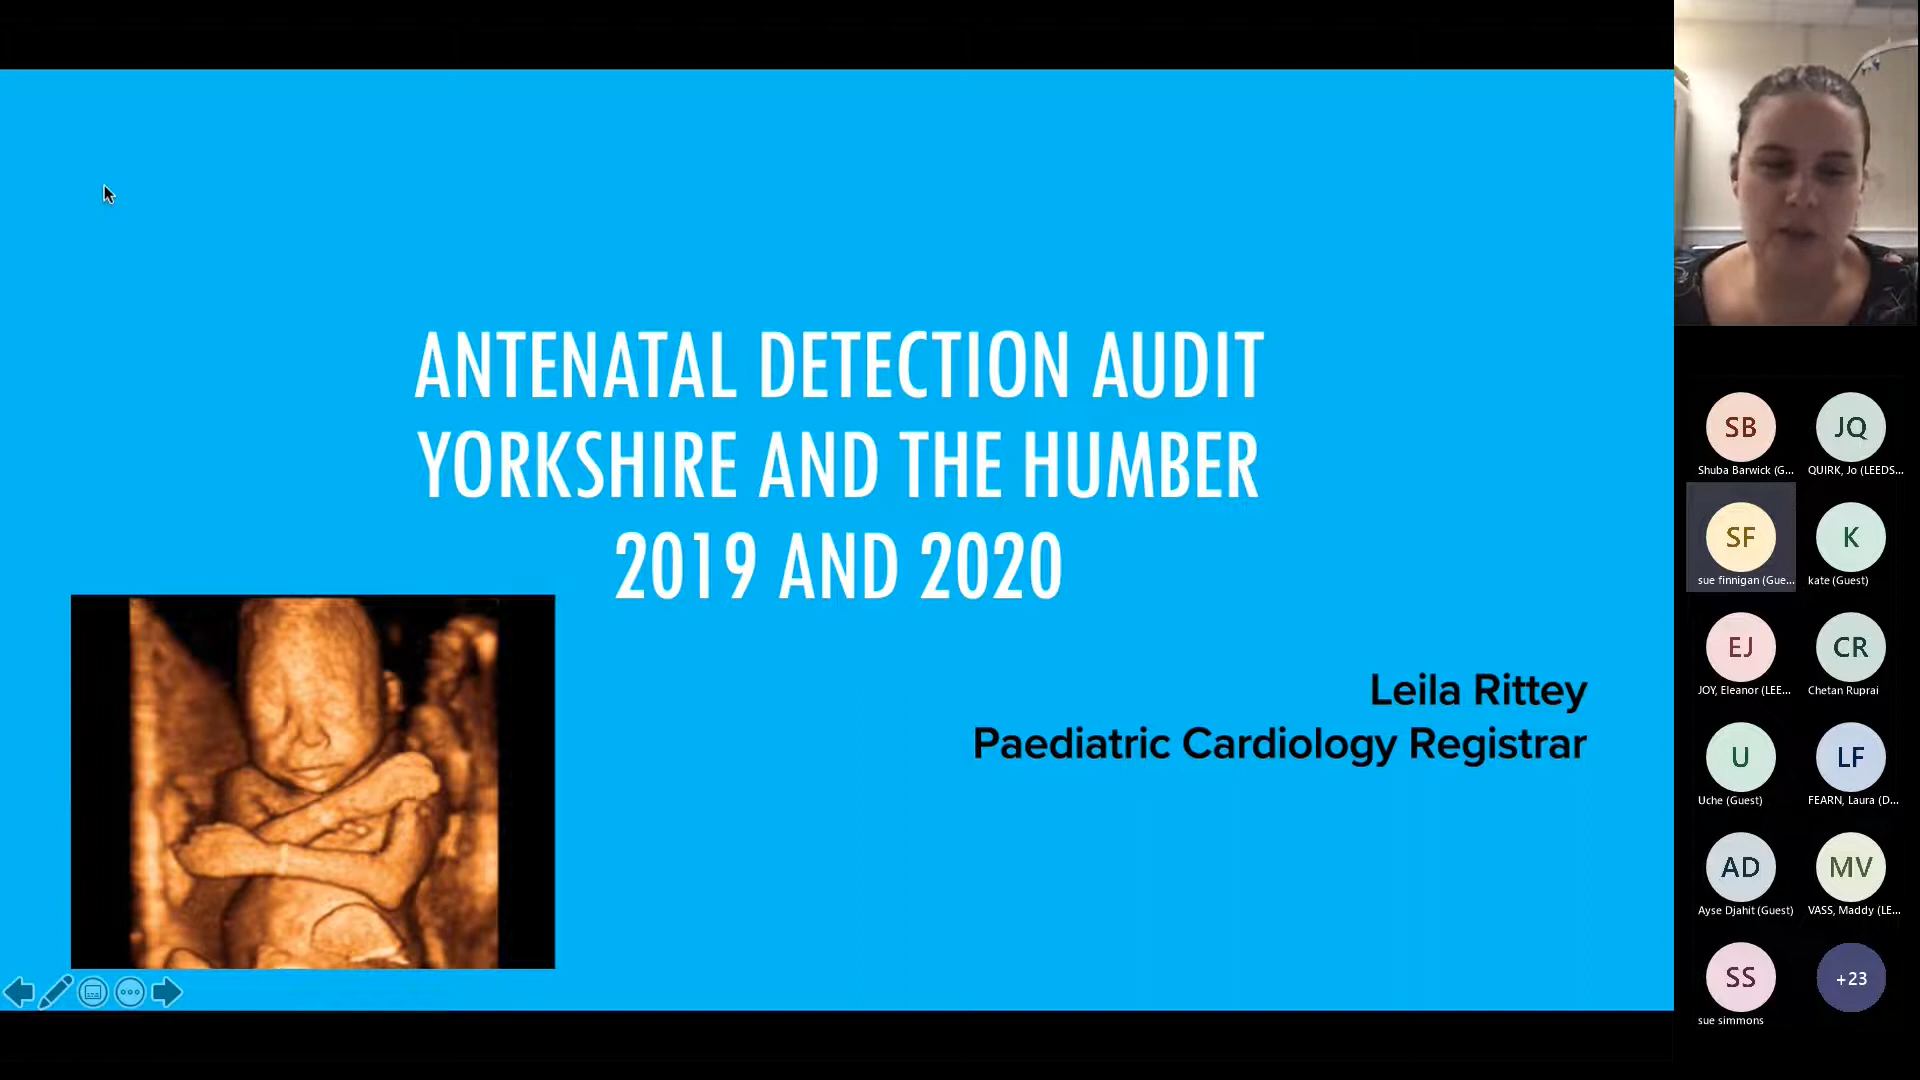 ANTENATAL DETECTION AUDIT
YORKSHIRE AND THE HUMBER
2019 AND 2020
Leila Rittey
Paediatric Cardiology Registrar
SB
JQ
Shuba Barwick (G...
QUIRK, Jo (LEEDS...
SF
K
sue finnigan (Gue...
kate (Guest)
EJ
CR
JOY, Eleanor (LEE...
Chetan Ruprai
U
LF
Uche (Guest)
FEARN, Laura (D...
AD
MV
Ayse Djahit (Guest)
VASS, Maddy (LE...
SS
+23
sue simmons